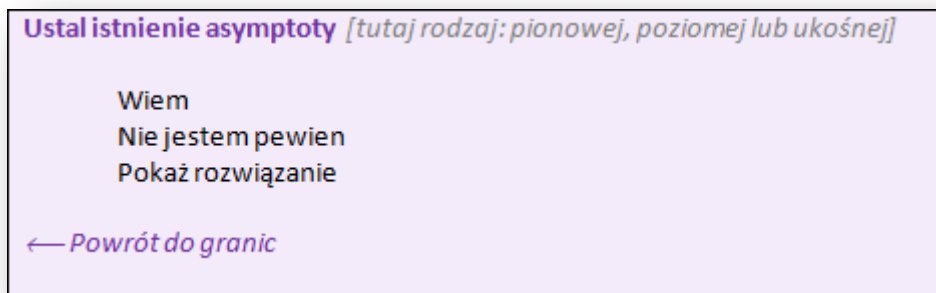 Ustal istnienie asymptoty [tutaj rodzaj: pionowej, poziomej lub ukośnej]
Wiem
Nie jestem pewien
Pokaż rozwiązanie
⟵ Powrót do granic